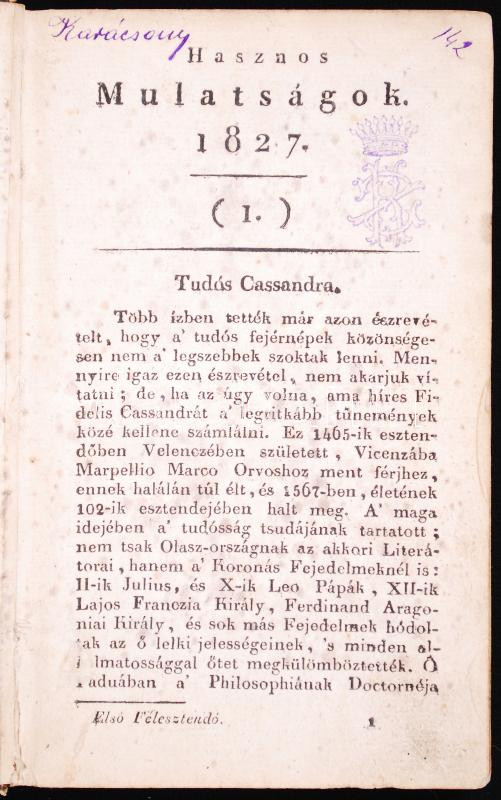 Karácsony
142
Hasznos
Mulatságok.
1827.
( 1. )
Tudós Cassandra.
Több ízben tették már azon észrevé-
telt, hogy a' tudós fejérnépek közönsége-
sen nem a' legszebbek szoktak lenni. Men-
nyire igaz ezen észrevétel, nem akarjuk ví-
tatni; de, ha az úgy volna, ama híres Fi-
delis Cassandrát a' legritkább tünemények
közé kellene számlálni. Ez 1465-ik eszten-
dőben Velenczében született, Vicenzába
Marpellio Marco Orvoshoz ment férjhez,
ennek halálán túl élt, és 1567-ben, életének
102-ik esztendejében halt meg. A' maga
idejében a' tudósság tsudájának tartatott;
nem tsak Olasz-országnak az akkori Literá-
torai, hanem a' Koronás Fejedelmeknél is:
II-ik Julius, és X-ik Leo Pápák, XII-ik
Lajos Franczia Király, Ferdinand Arago-
niai Király, és sok más Fejedelmek hódol-
tak az ő lelki jelességeinek, 's minden al-
lmatossággal őtet megkülömböztették. Ő
aduában a' Philosophiának Doctornéja
Első Félesztendő.
1